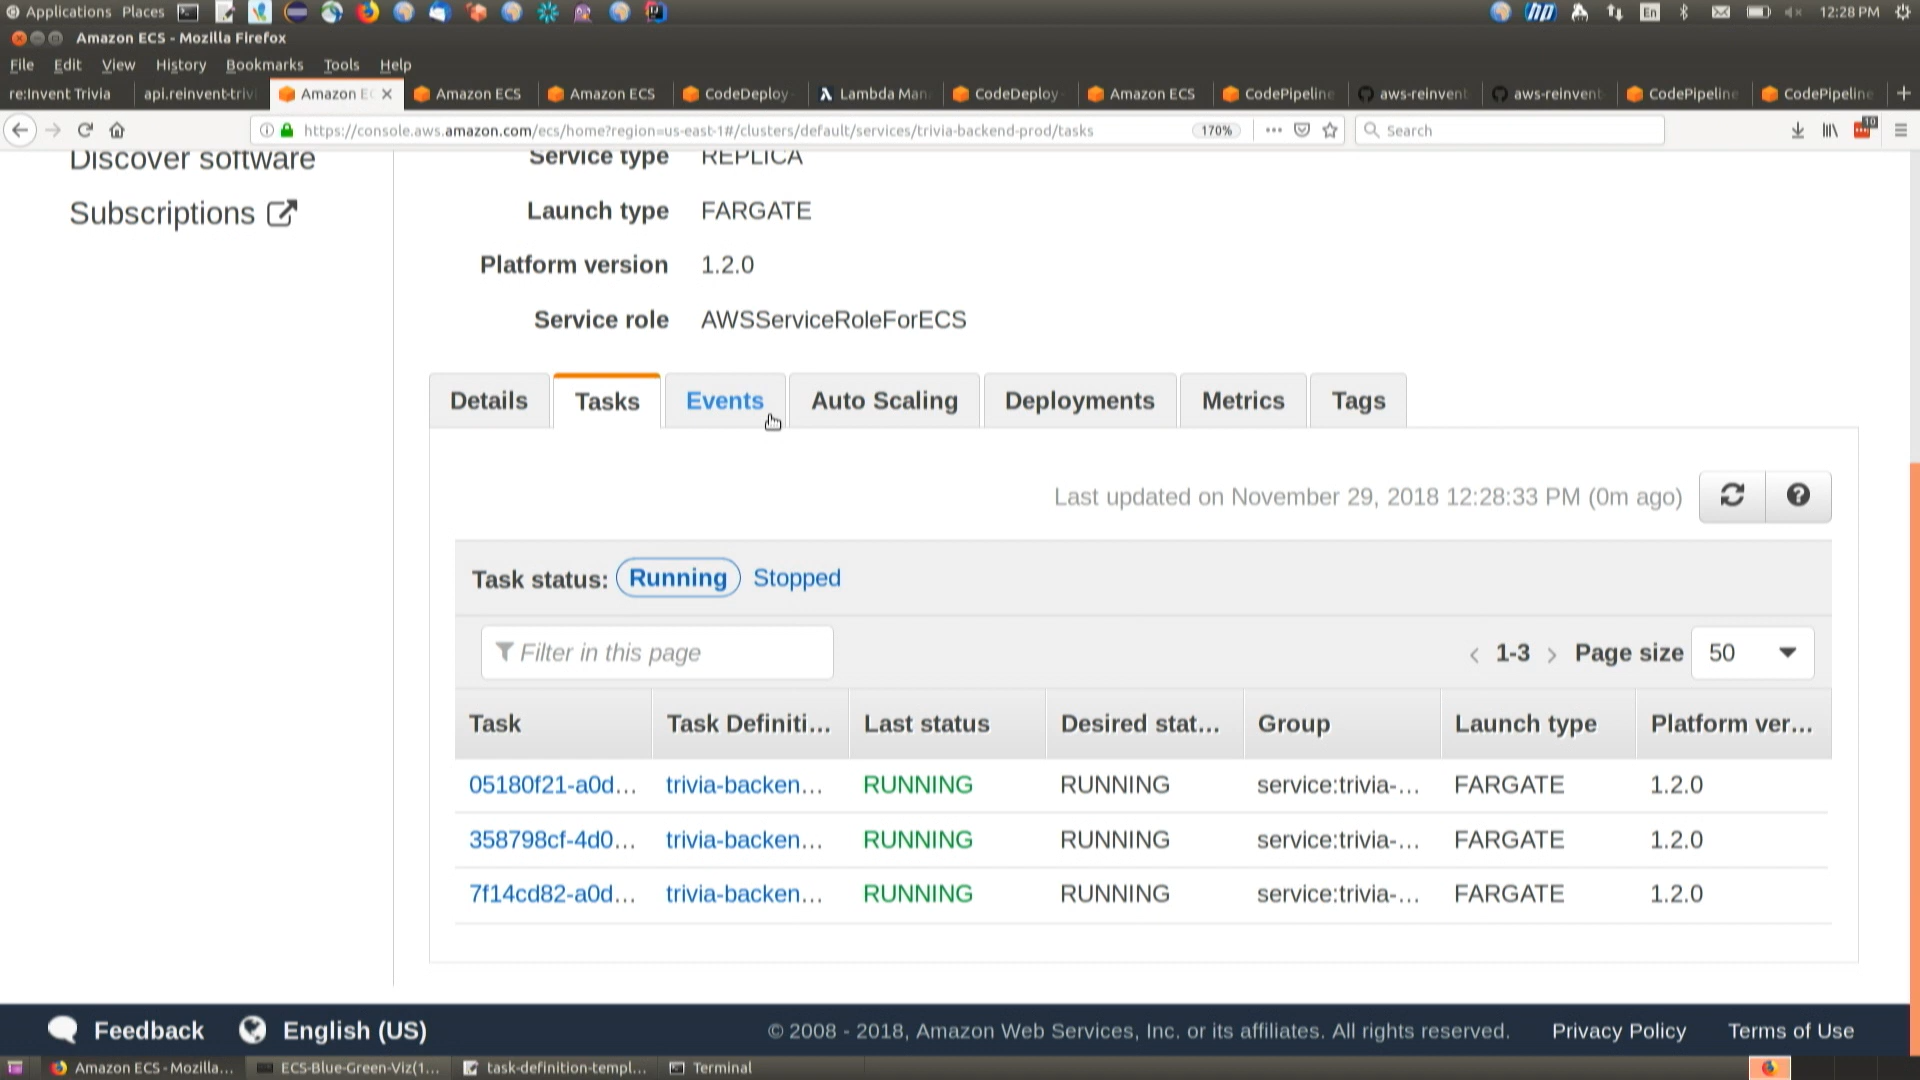 Applications Places En 12:28 PM
Amazon ECS - Mozilla Firefox
File Edit View History Bookmarks Tools Help
re:Invent Trivia api.reinvent-triv Amazon EC Amazon ECS Amazon ECS CodeDeploy Lambda Man CodeDeploy Amazon ECS CodePipeline aws-reinvent aws-reinvent CodePipeline CodePipeline
https://console.aws.amazon.com/ecs/home?region=us-east-1#/clusters/default/services/trivia-backend-prod/tasks 170% Search 10
Discover software
Subscriptions
Service type REPLICA
Launch type FARGATE
Platform version 1.2.0
Service role AWSServiceRoleForECS
Details Tasks Events Auto Scaling Deployments Metrics Tags
Last updated on November 29, 2018 12:28:33 PM (0m ago)
Task status: Running Stopped
Filter in this page 1-3 Page size 50
Task Task Definiti... Last status Desired stat... Group Launch type Platform ver...
05180f21-a0d... trivia-backen... RUNNING RUNNING service:trivia-... FARGATE 1.2.0
358798cf-4d0... trivia-backen... RUNNING RUNNING service:trivia-... FARGATE 1.2.0
7f14cd82-a0d... trivia-backen... RUNNING RUNNING service:trivia-... FARGATE 1.2.0
Feedback English (US) © 2008 - 2018, Amazon Web Services, Inc. or its affiliates. All rights reserved. Privacy Policy Terms of Use
Amazon ECS - Mozilla... ECS-Blue-Green-Viz(1... task-definition-templ... Terminal